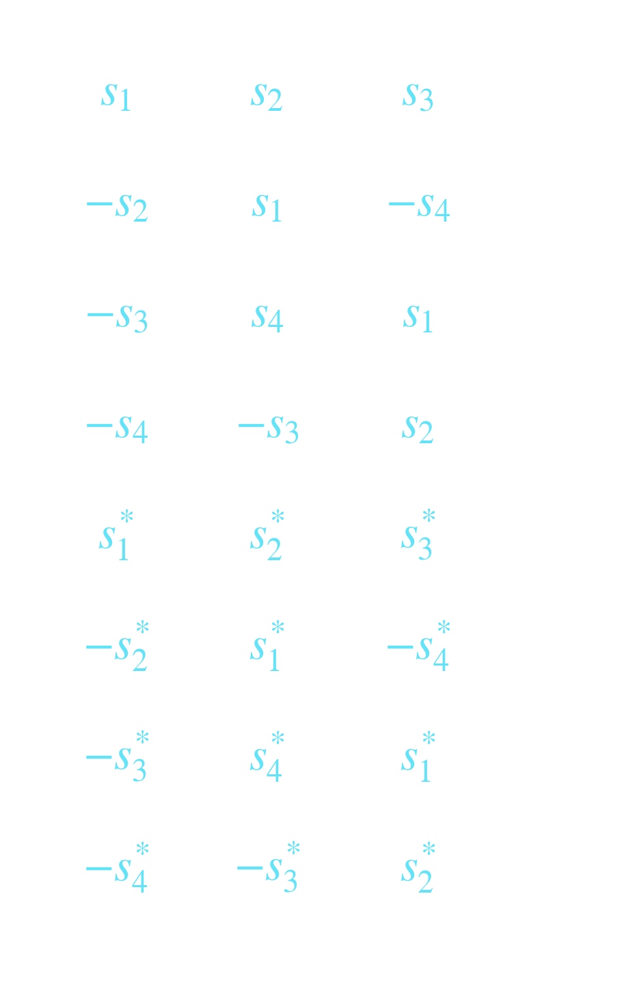 s₁ s₂ s₃
−s₂ s₁ −s₄
−s₃ s₄ s₁
−s₄ −s₃ s₂
s₁* s₂* s₃*
−s₂* s₁* −s₄*
−s₃* s₄* s₁*
−s₄* −s₃* s₂*